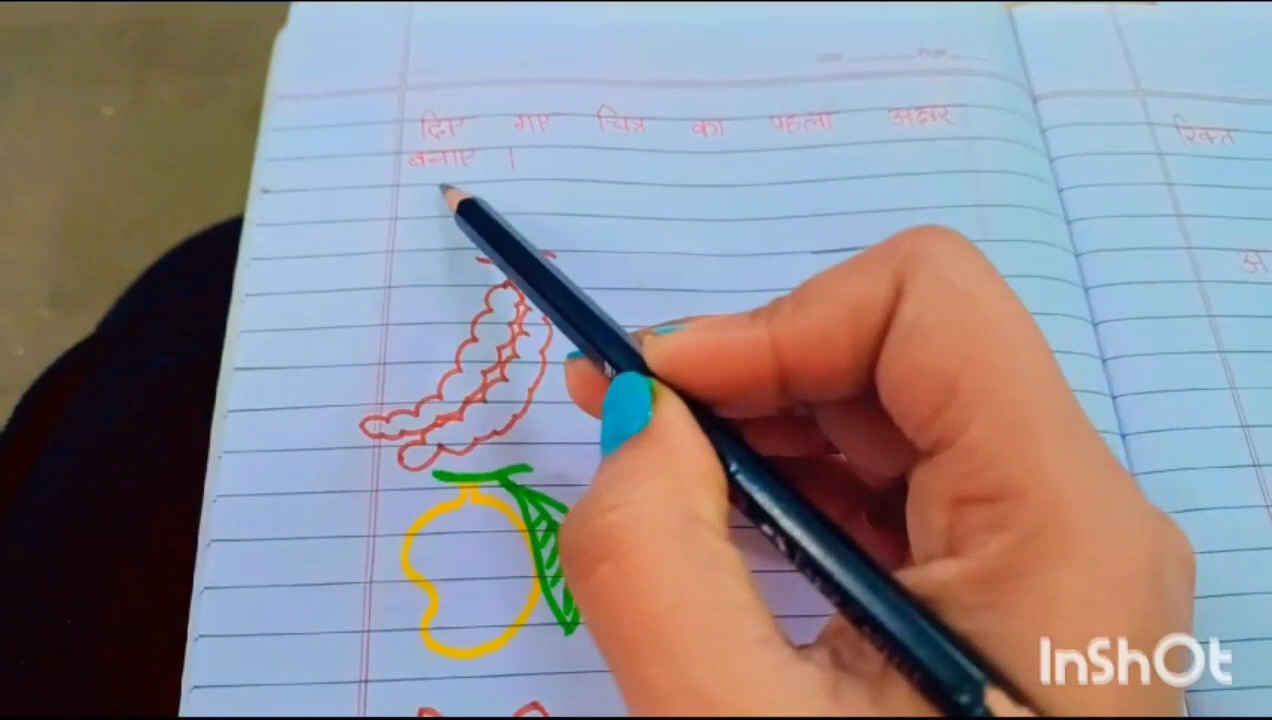 दिए गए चित्र का पहला अक्षर
बनाए ।
रिक्त
अ
InShOt